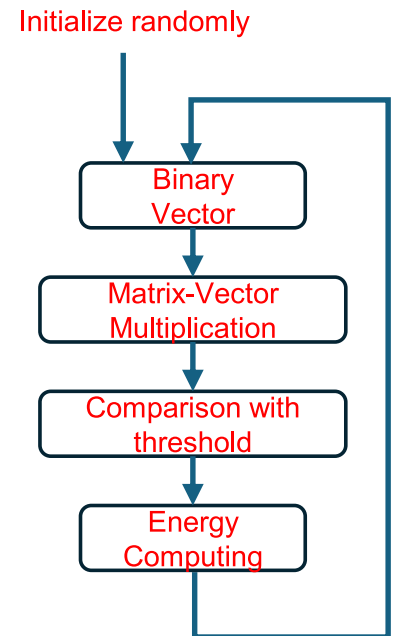 Initialize randomly
Binary
Vector
Matrix-Vector
Multiplication
Comparison with
threshold
Energy
Computing